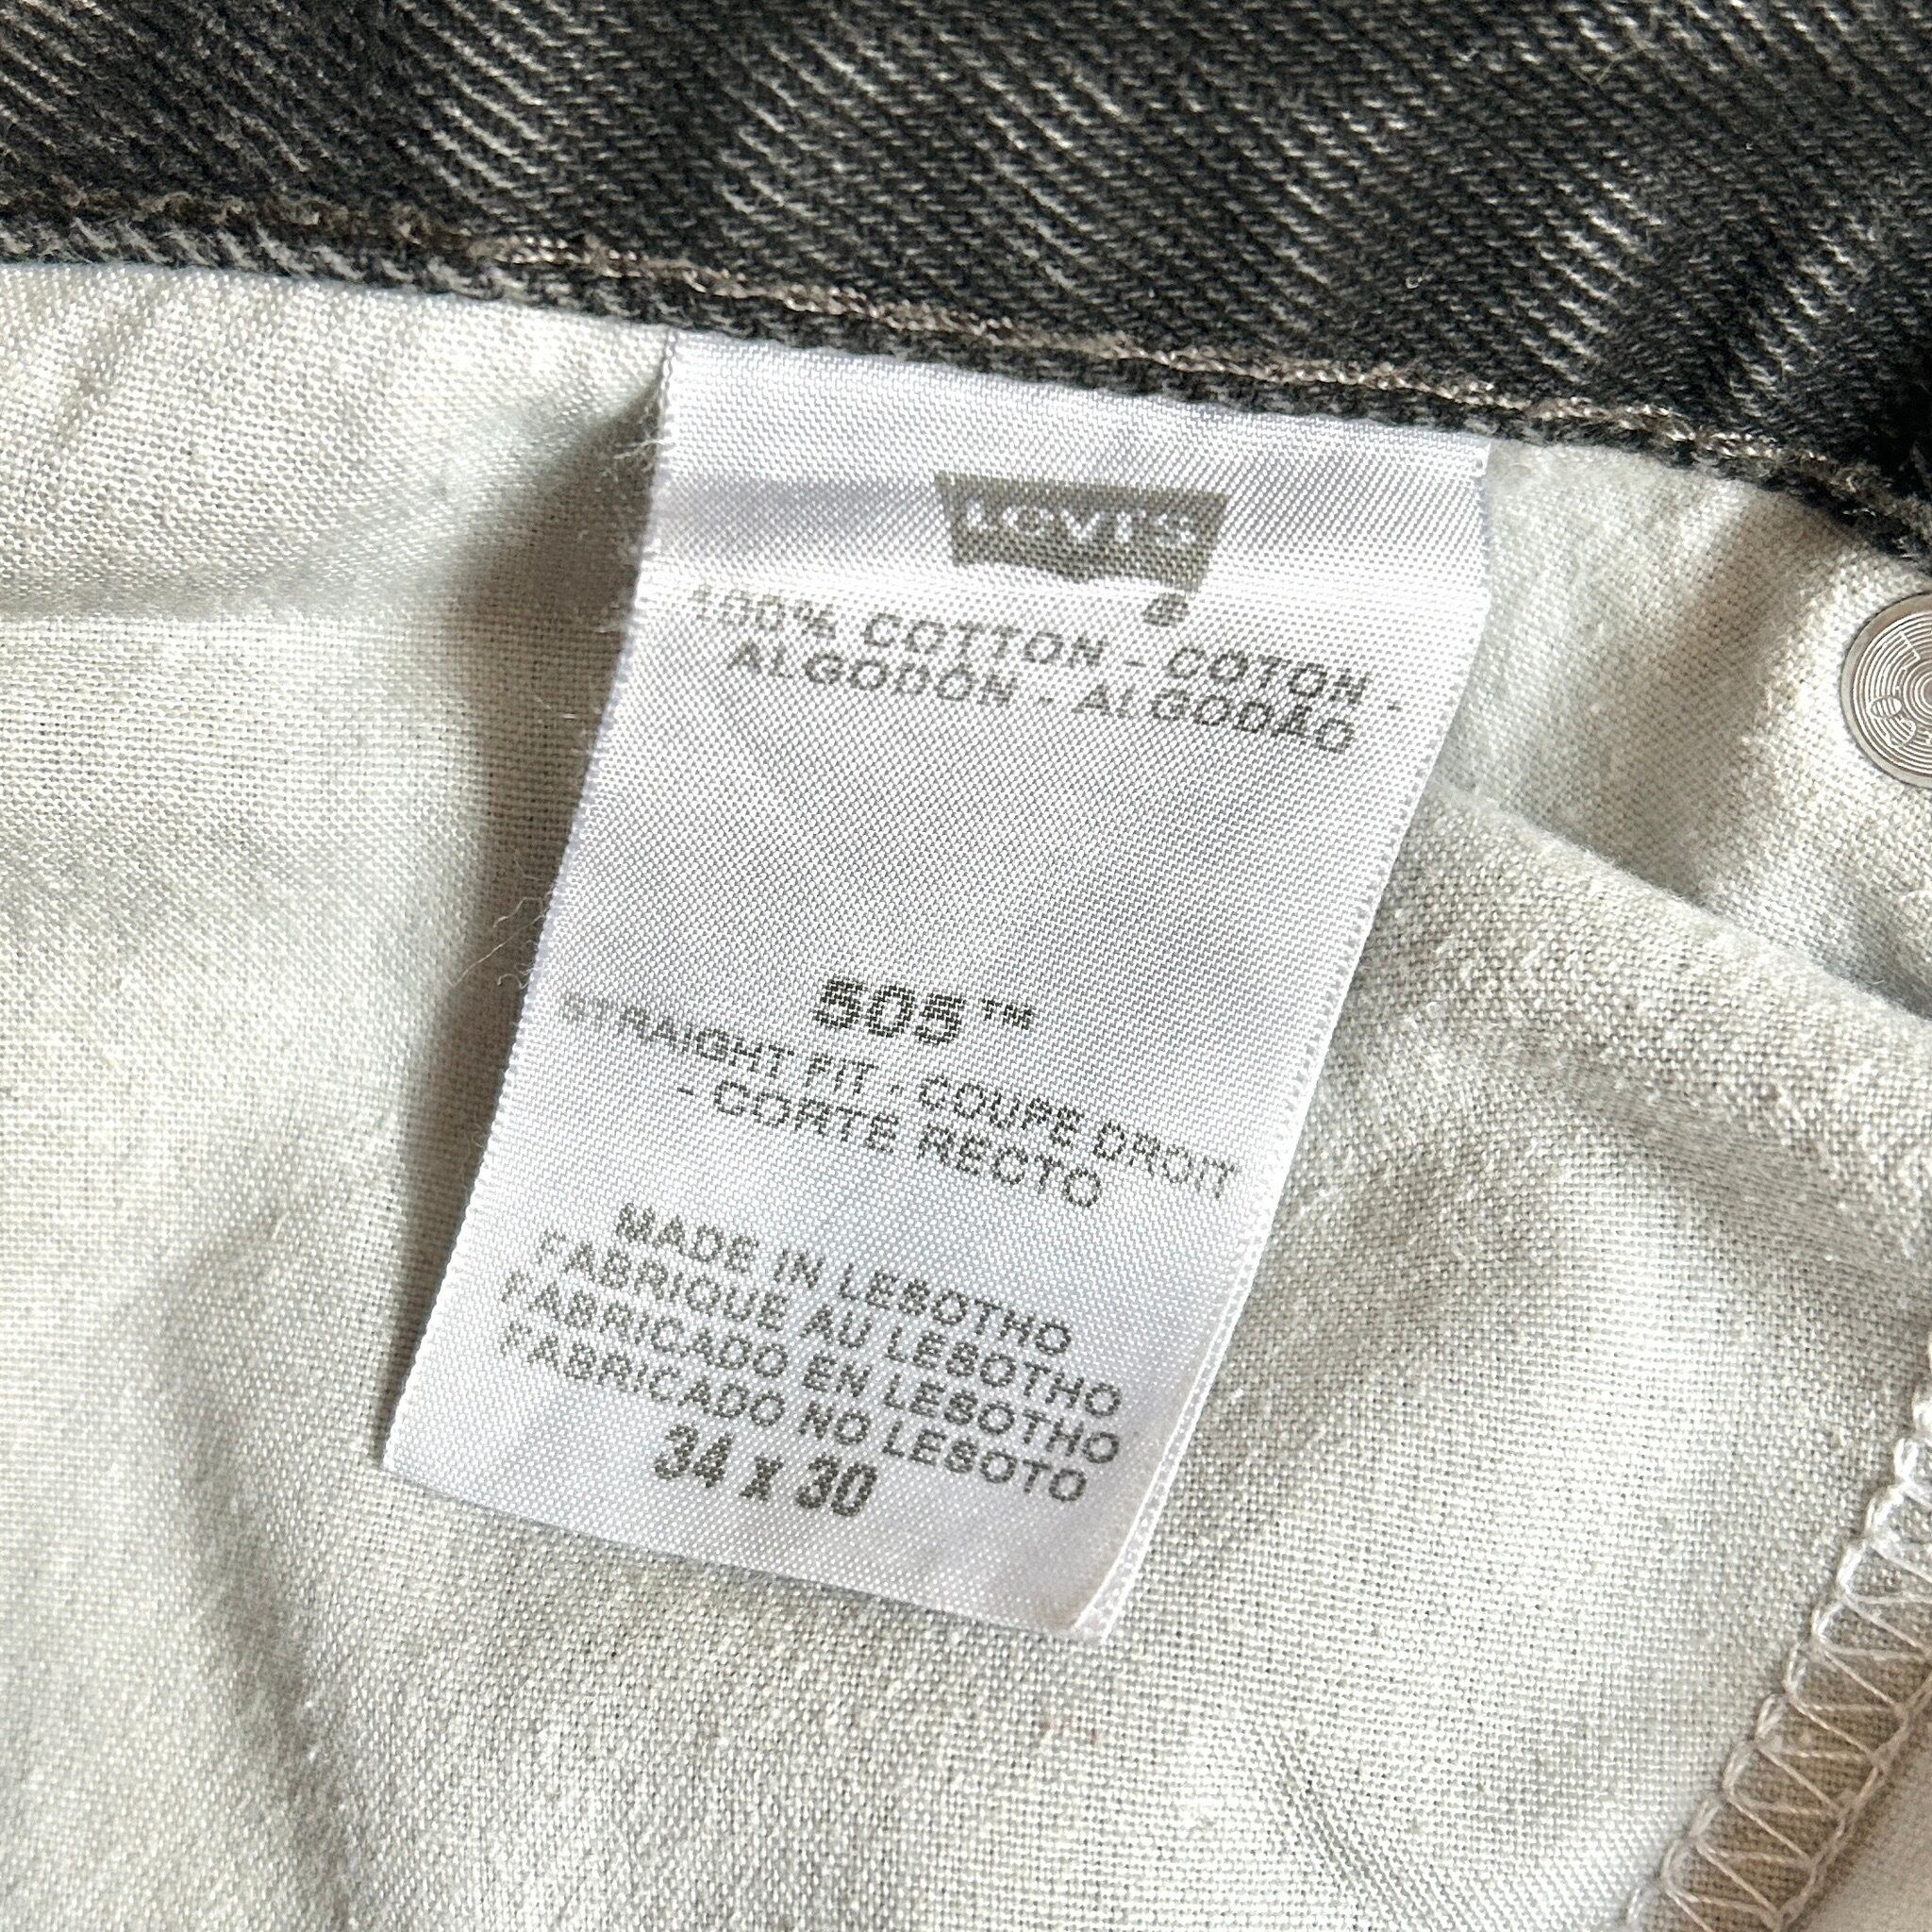 Levi's
®
100% COTTON - COTON -
ALGODÓN - ALGODÃO
505™
STRAIGHT FIT - COUPE DROIT
- CORTE RECTO
MADE IN LESOTHO
FABRIQUE AU LESOTHO
FABRICADO EN LESOTHO
FABRICADO NO LESOTO
34 x 30